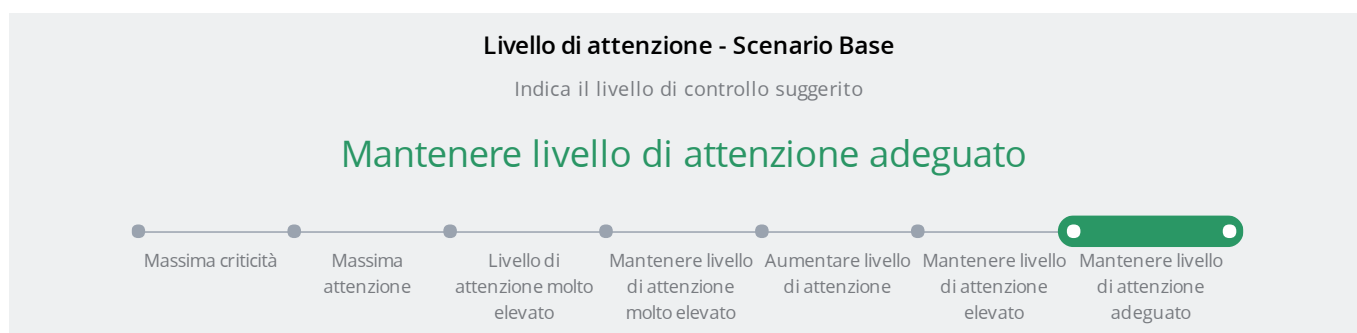 Livello di attenzione - Scenario Base
Indica il livello di controllo suggerito
Mantenere livello di attenzione adeguato
Massima criticità
Massima
attenzione
Livello di
attenzione molto
elevato
Mantenere livello
di attenzione
molto elevato
Aumentare livello
di attenzione
Mantenere livello
di attenzione
elevato
Mantenere livello
di attenzione
adeguato